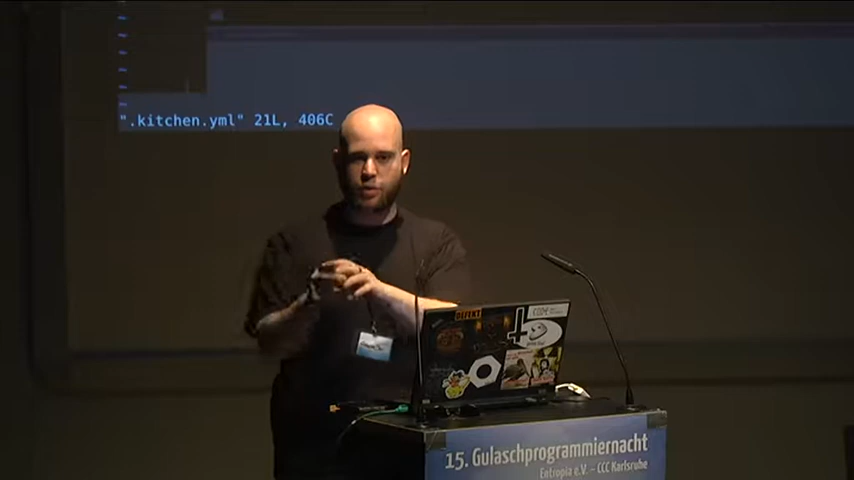 ~
~
~
~
~
~
".kitchen.yml" 21L, 406C
DEFEKT
CODE
15. Gulaschprogrammiernacht
Entropia e.V. – CCC Karlsruhe